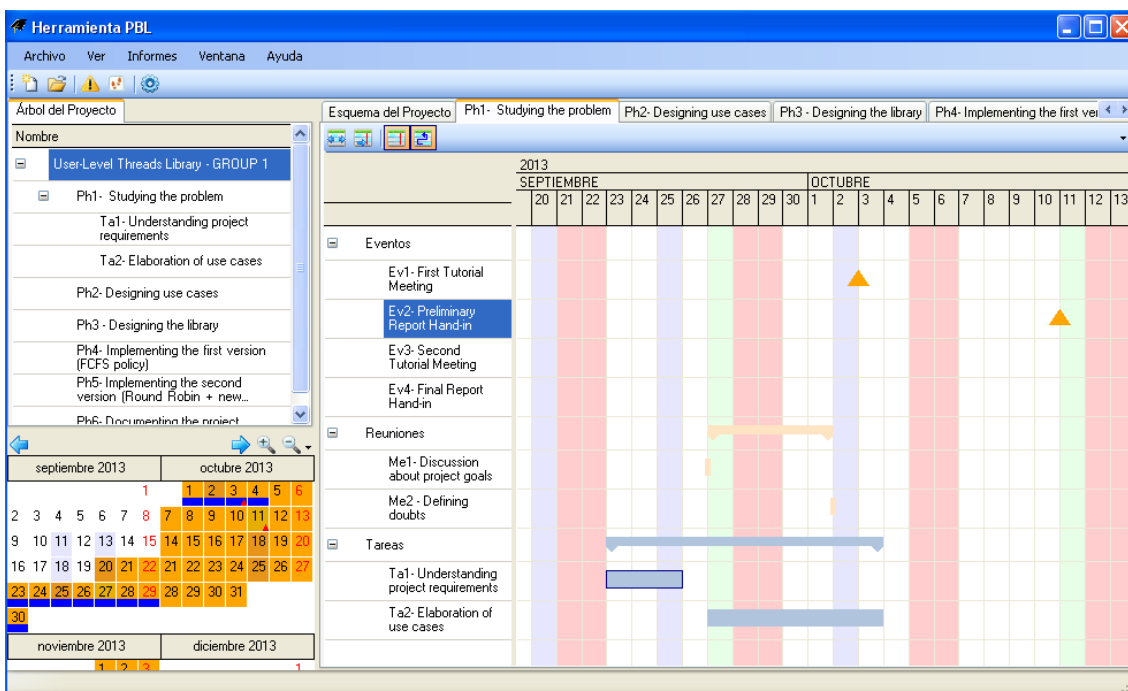 Herramienta PBL
Archivo Ver Informes Ventana Ayuda
Árbol del Proyecto
Nombre
User-Level Threads Library - GROUP 1
Ph1- Studying the problem
Ta1- Understanding project
requirements
Ta2- Elaboration of use cases
Ph2- Designing use cases
Ph3 - Designing the library
Ph4- Implementing the first version
(FCFS policy)
Ph5- Implementing the second
version (Round Robin + new...
Ph6- Documenting the project
septiembre 2013 octubre 2013
1 1 2 3 4 5 6
2 3 4 5 6 7 8 7 8 9 10 11 12 13
9 10 11 12 13 14 15 14 15 16 17 18 19 20
16 17 18 19 20 21 22 21 22 23 24 25 26 27
23 24 25 26 27 28 29 28 29 30 31
30
noviembre 2013 diciembre 2013
1 2 3 1
Esquema del Proyecto Ph1- Studying the problem Ph2- Designing use cases Ph3 - Designing the library Ph4- Implementing the first ver
2013
SEPTIEMBRE OCTUBRE
20 21 22 23 24 25 26 27 28 29 30 1 2 3 4 5 6 7 8 9 10 11 12 13
Eventos
Ev1- First Tutorial
Meeting
Ev2- Preliminary
Report Hand-in
Ev3- Second
Tutorial Meeting
Ev4- Final Report
Hand-in
Reuniones
Me1- Discussion
about project goals
Me2 - Defining
doubts
Tareas
Ta1- Understanding
project requirements
Ta2- Elaboration of
use cases